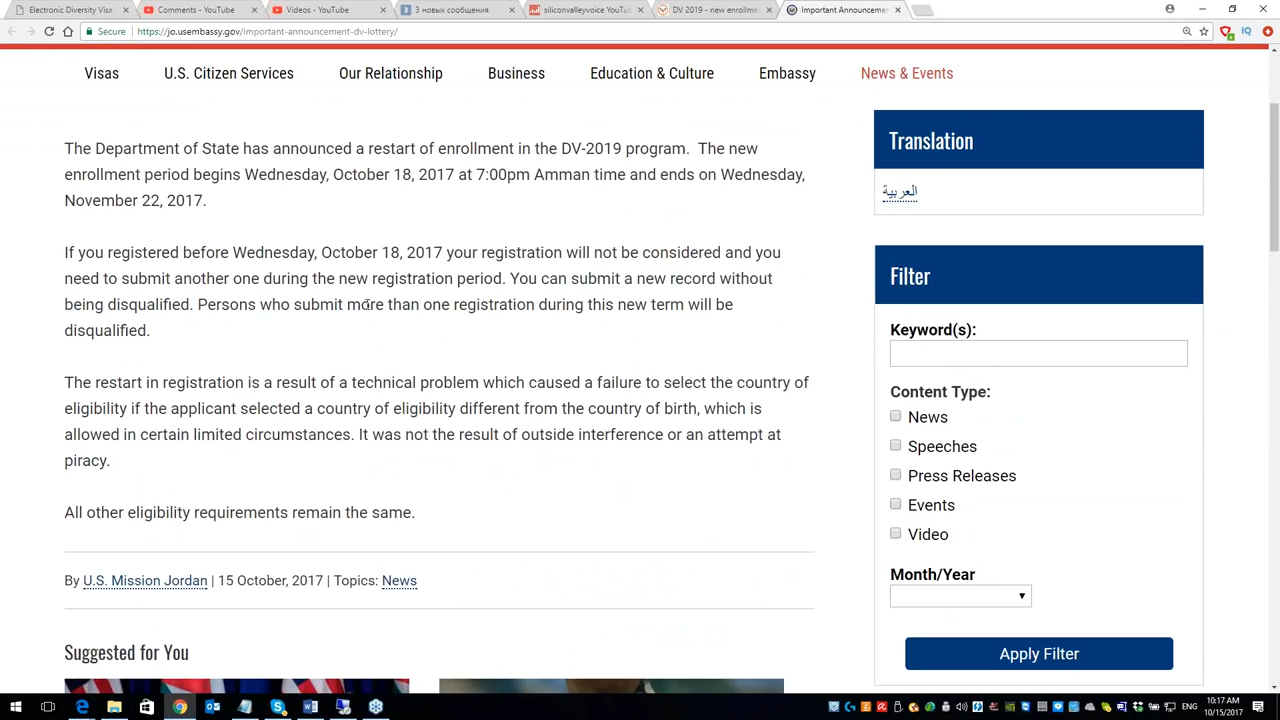 Electronic Diversity Visa
Comments - YouTube
Videos - YouTube
3 новых сообщения
siliconvalleyvoice YouTub
DV 2019 - new enrollment
Important Announcemen
Secure
https://jo.usembassy.gov/important-announcement-dv-lottery/
Visas
U.S. Citizen Services
Our Relationship
Business
Education & Culture
Embassy
News & Events
The Department of State has announced a restart of enrollment in the DV-2019 program. The new
enrollment period begins Wednesday, October 18, 2017 at 7:00pm Amman time and ends on Wednesday,
November 22, 2017.
If you registered before Wednesday, October 18, 2017 your registration will not be considered and you
need to submit another one during the new registration period. You can submit a new record without
being disqualified. Persons who submit more than one registration during this new term will be
disqualified.
The restart in registration is a result of a technical problem which caused a failure to select the country of
eligibility if the applicant selected a country of eligibility different from the country of birth, which is
allowed in certain limited circumstances. It was not the result of outside interference or an attempt at
piracy.
All other eligibility requirements remain the same.
By U.S. Mission Jordan | 15 October, 2017 | Topics: News
Suggested for You
Translation
العربية
Filter
Keyword(s):
Content Type:
News
Speeches
Press Releases
Events
Video
Month/Year
Apply Filter
10:17 AM
10/15/2017